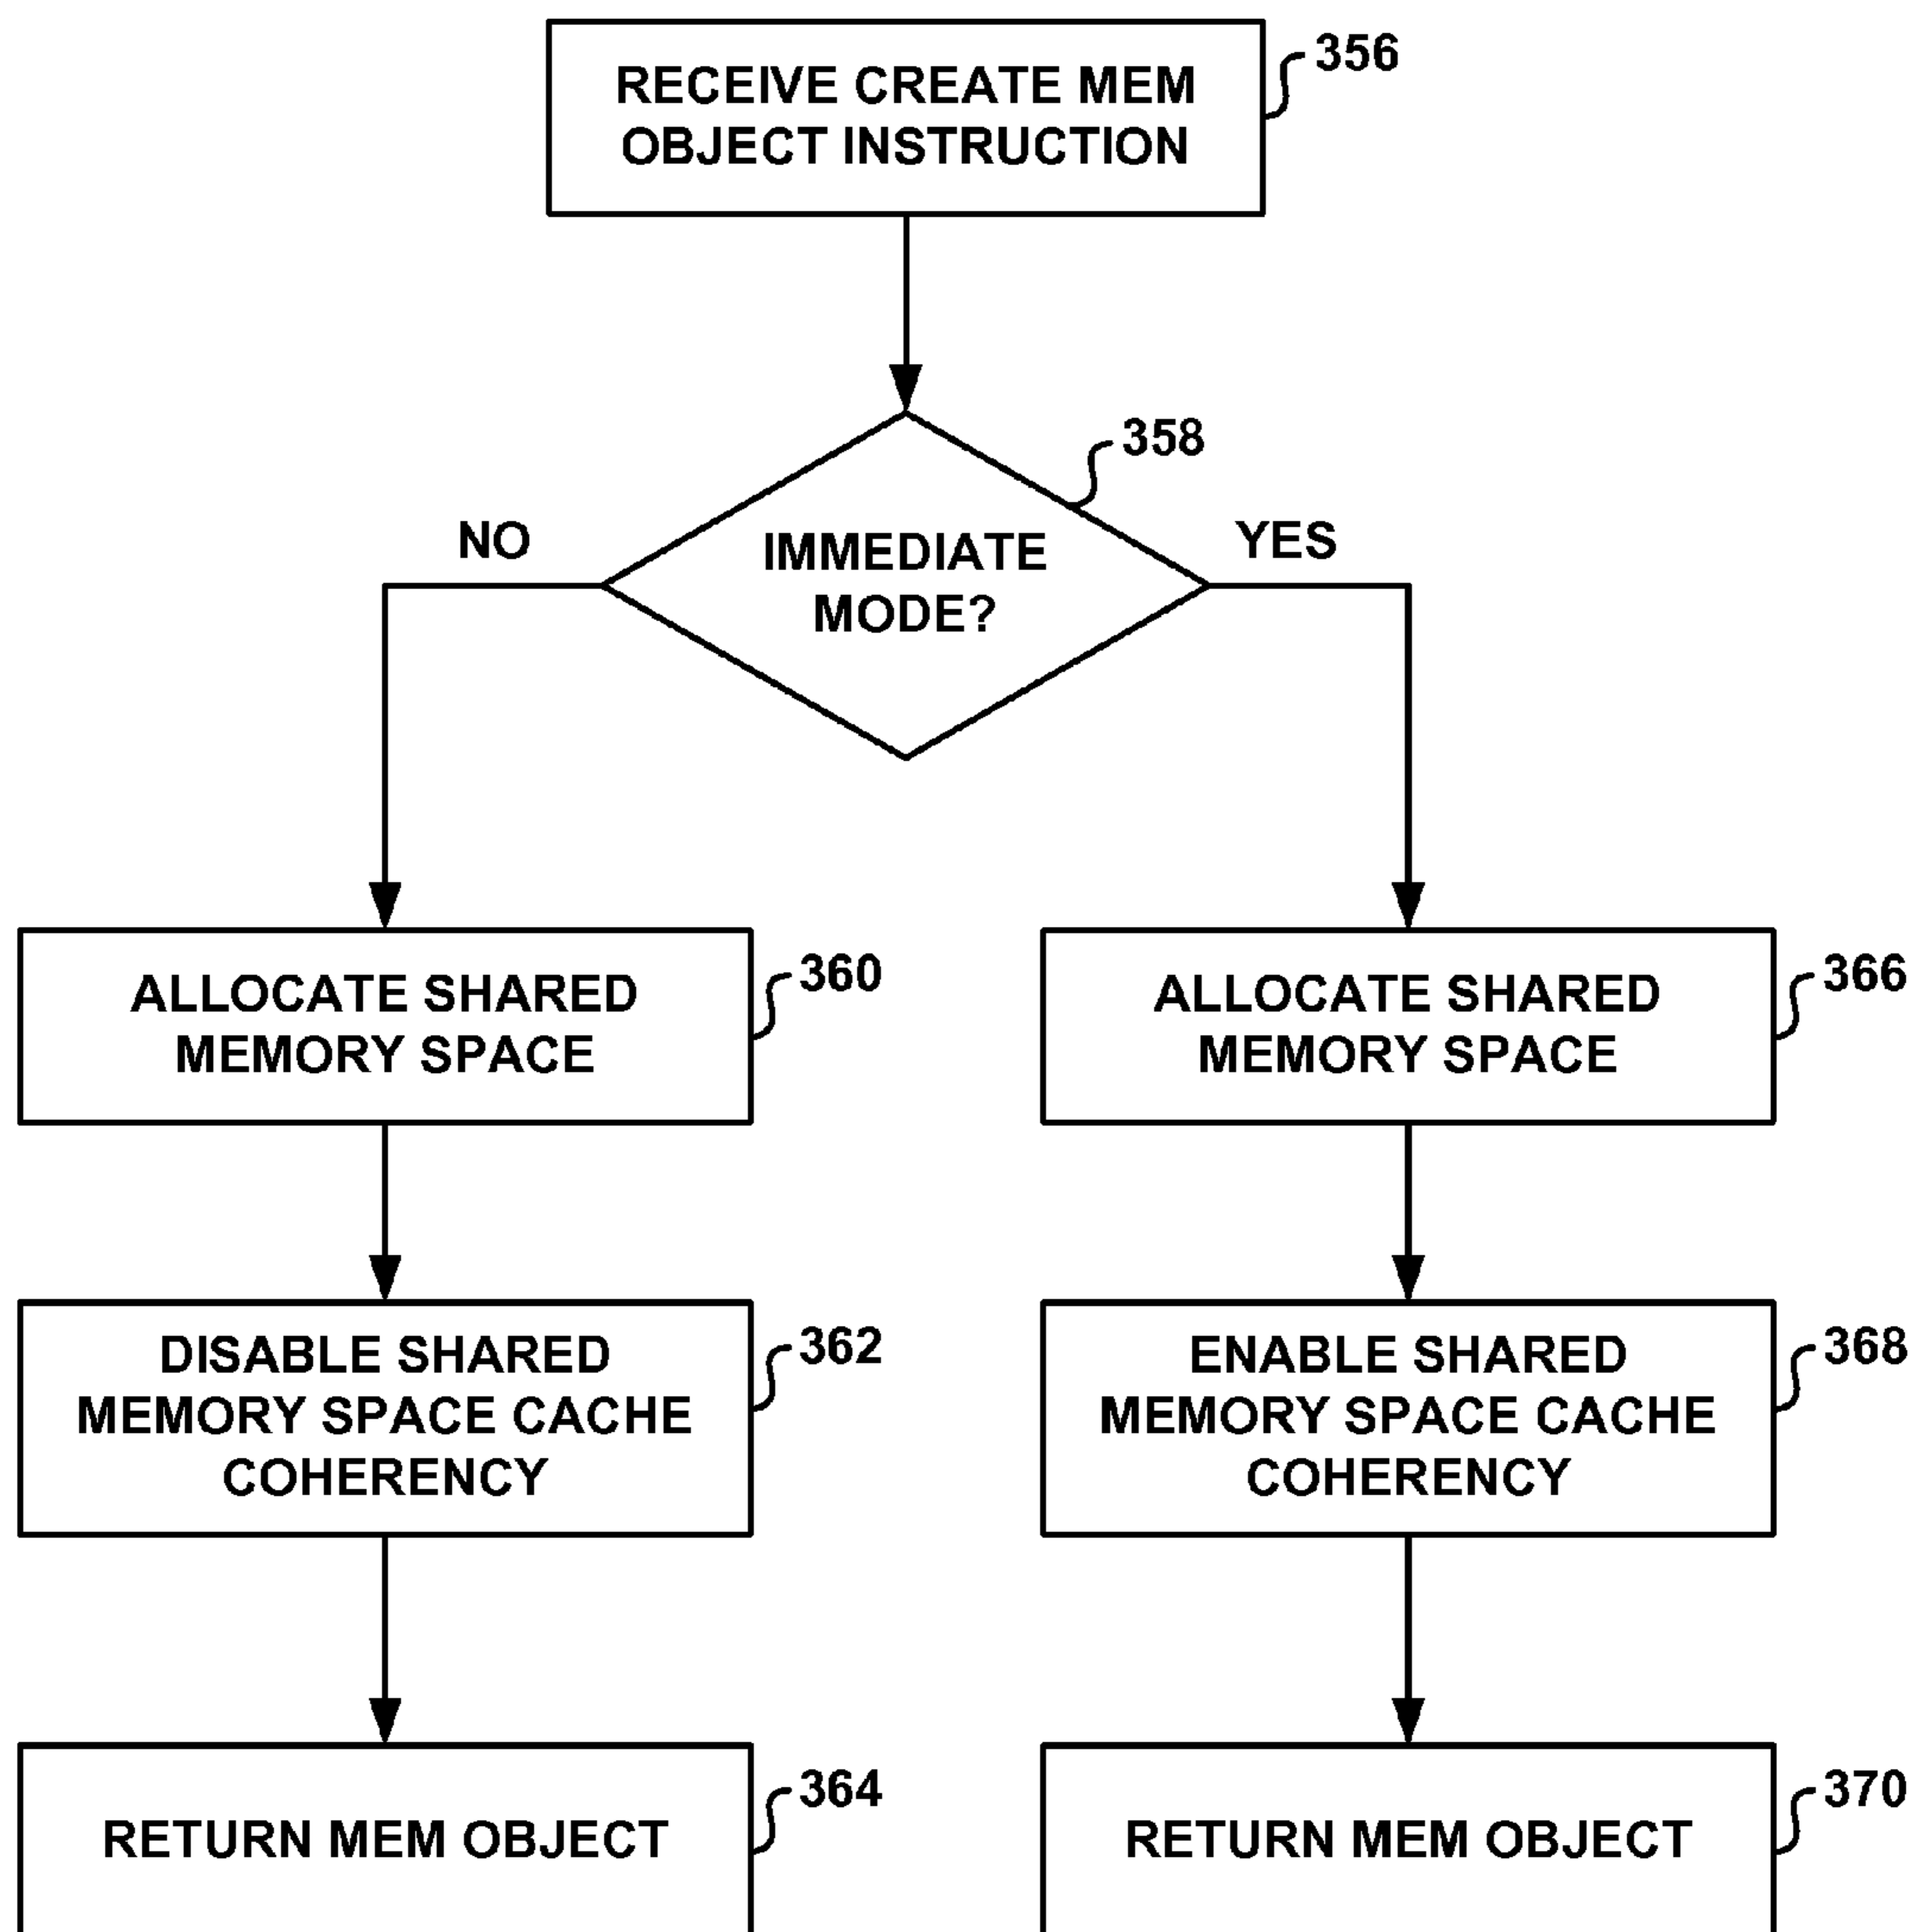 RECEIVE CREATE MEM
OBJECT INSTRUCTION
356
358
IMMEDIATE
MODE?
NO
YES
ALLOCATE SHARED
MEMORY SPACE
360
DISABLE SHARED
MEMORY SPACE CACHE
COHERENCY
362
RETURN MEM OBJECT
364
ALLOCATE SHARED
MEMORY SPACE
366
ENABLE SHARED
MEMORY SPACE CACHE
COHERENCY
368
RETURN MEM OBJECT
370